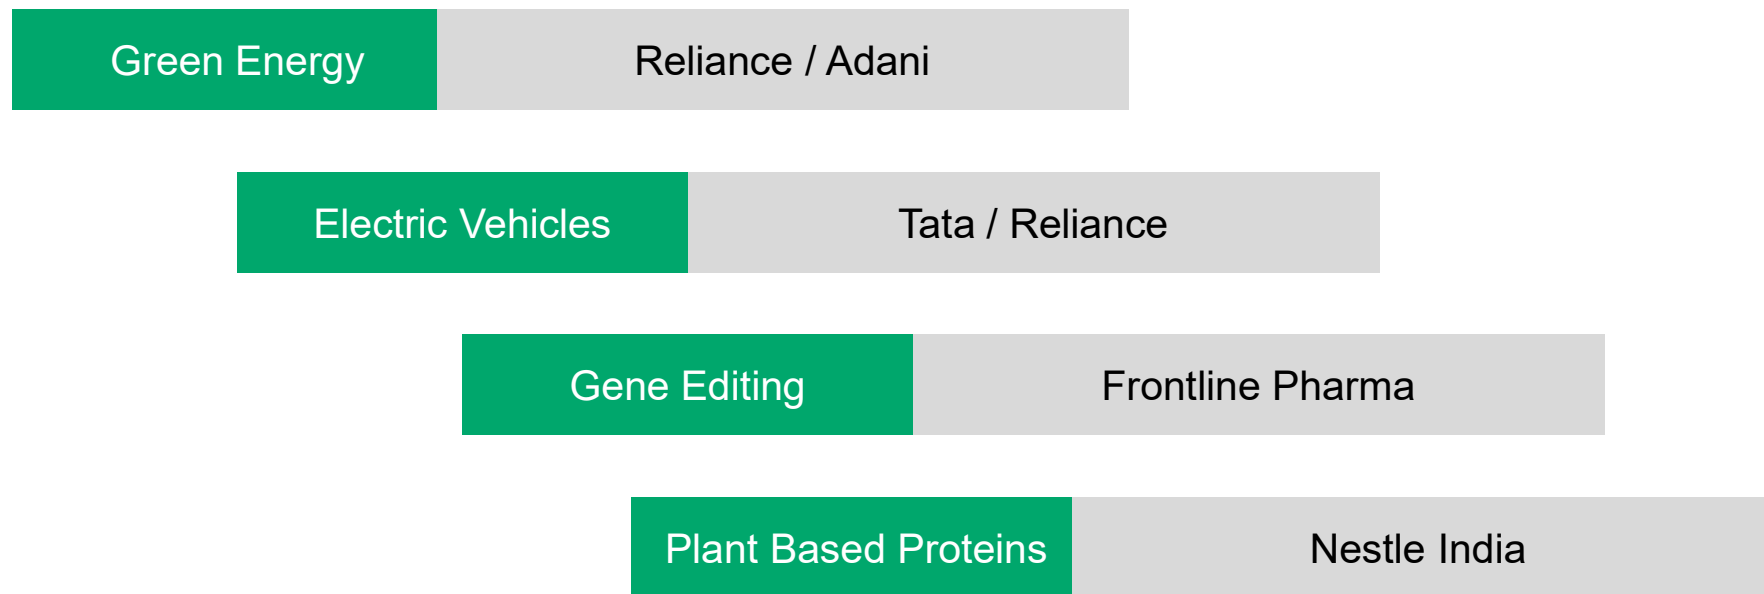 Green Energy Reliance / Adani
Electric Vehicles Tata / Reliance
Gene Editing Frontline Pharma
Plant Based Proteins Nestle India